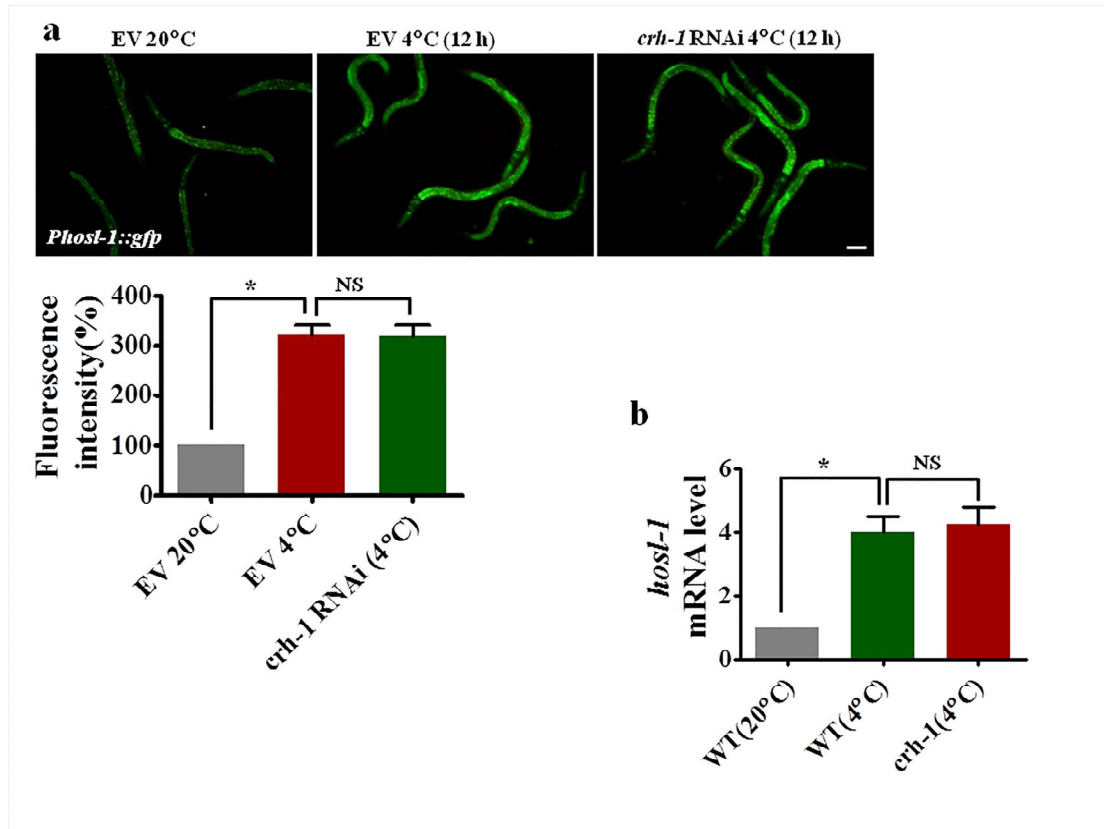 a
EV 20°C
EV 4°C (12 h)
crh-1 RNAi 4°C (12 h)
Phosl-1::gfp
Fluorescence
intensity(%)
400
300
200
100
0
*
NS
EV 20°C
EV 4°C
crh-1 RNAi (4°C)
b
hosl-1
mRNA level
6
4
2
0
*
NS
WT(20°C)
WT(4°C)
crh-1(4°C)